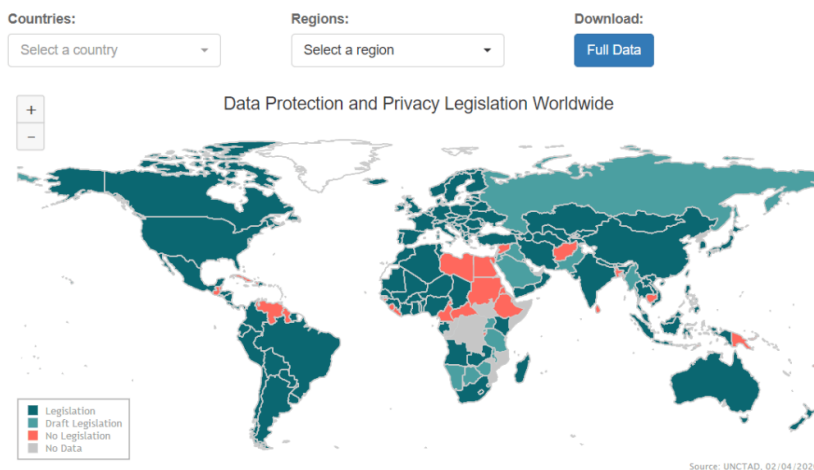 Countries: Regions: Download:
Select a country Select a region Full Data
+
−
Data Protection and Privacy Legislation Worldwide
Legislation
Draft Legislation
No Legislation
No Data
Source: UNCTAD, 02/04/2020